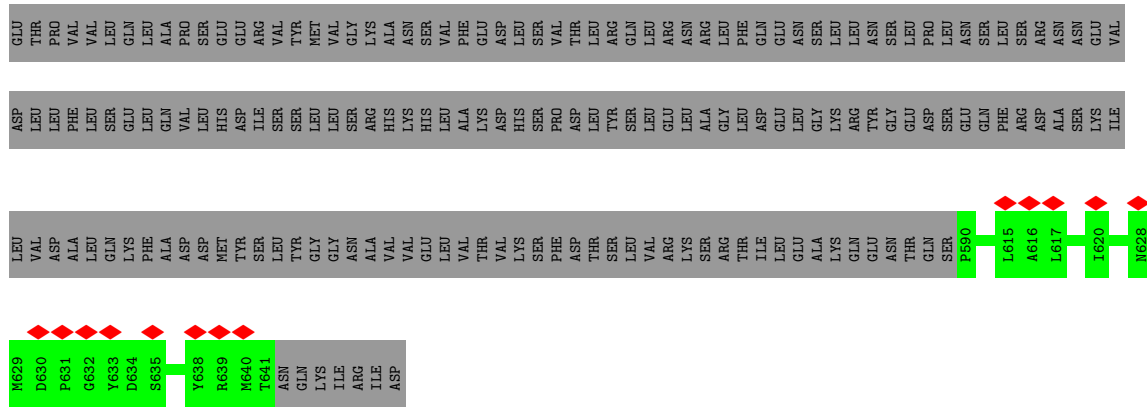 GLU THR PRO VAL VAL LEU GLN LEU ALA PRO SER GLU GLU ARG VAL TYR MET VAL GLY LYS ALA ASN SER VAL PHE GLU ASP LEU SER VAL THR LEU ARG GLN LEU ARG ASN ARG LEU PHE GLN GLU ASN SER LEU LEU ASN SER LEU PRO LEU ASN SER LEU SER ARG ASN ASN GLU VAL
ASP LEU LEU PHE LEU SER GLU LEU GLN VAL LEU HIS ASP ILE SER SER LEU LEU SER ARG HIS LYS HIS LEU ALA LYS ASP HIS SER PRO ASP LEU TYR SER LEU GLU LEU ALA GLY LEU ASP GLU LEU GLY LYS ARG TYR GLY GLU ASP SER GLU GLN PHE ARG ASP ALA SER LYS ILE
LEU VAL ASP ALA LEU GLN LYS PHE ALA ASP ASP MET TYR SER LEU TYR GLY GLY ASN ALA VAL VAL GLU LEU VAL THR VAL LYS SER PHE ASP THR SER LEU VAL ARG LYS SER ARG THR ILE LEU GLU ALA LYS GLN GLU ASN THR GLN SER P590 L615 A616 L617 I620 N628
M629 D630 P631 G632 Y633 D634 S635 Y638 R639 M640 T641 ASN GLN LYS ILE ARG ILE ASP